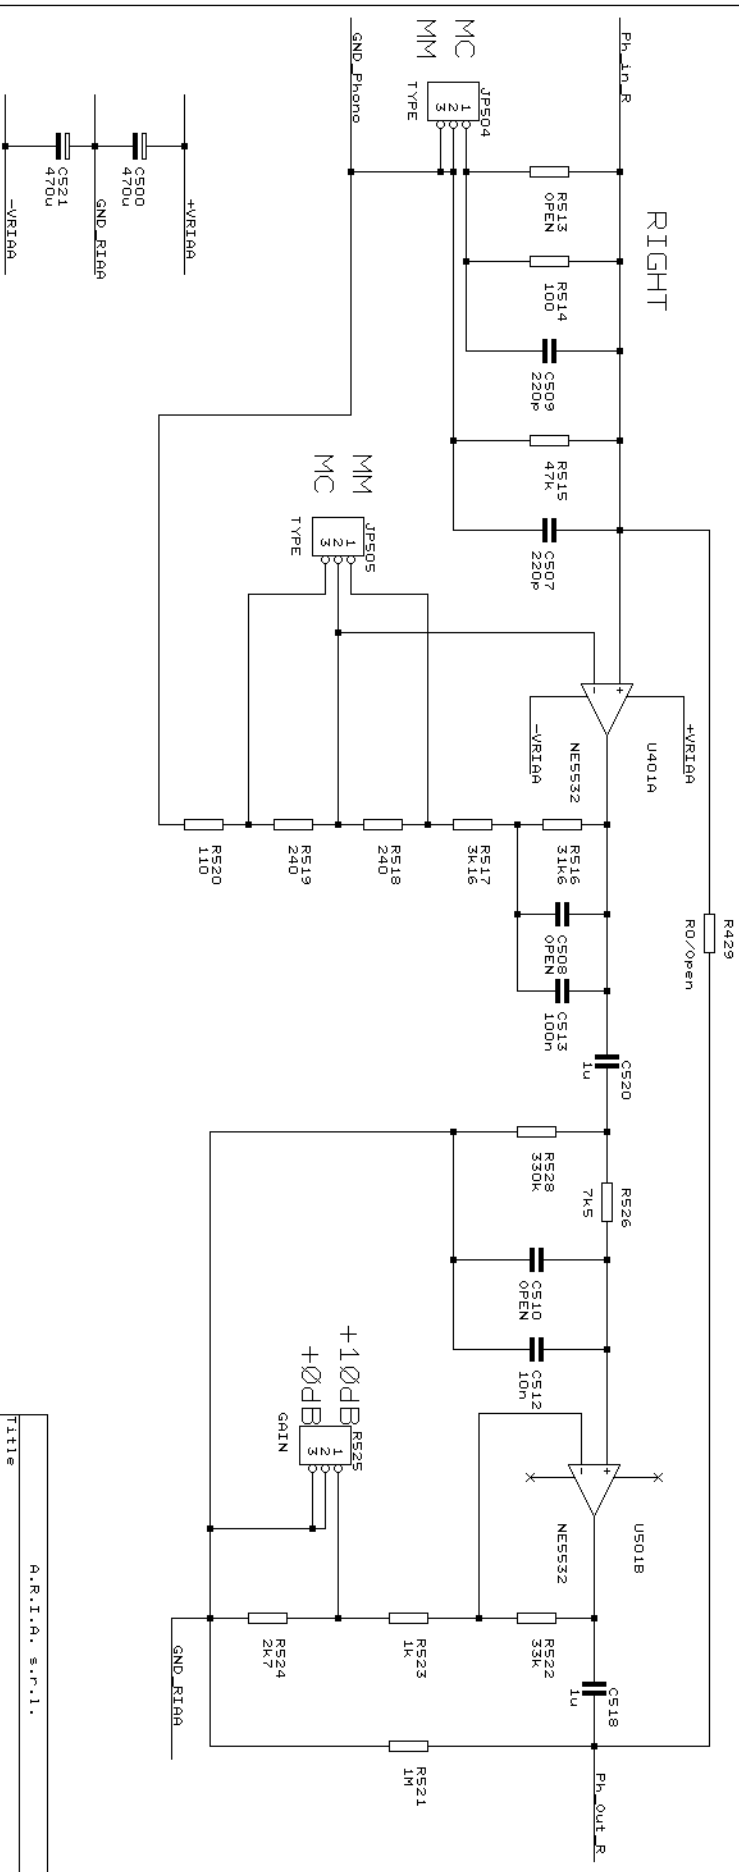 Ph_in_R
GND_Phono
MC
MM
JP504
1
2
3
TYPE
RIGHT
R513
OPEN
R514
100
C509
220p
R515
47k
C507
220p
+VRIAA
C500
470u
GND_RIAA
C521
470u
-VRIAA
MM
MC
JP505
1
2
3
TYPE
+
-
U401A
NE5532
+VRIAA
-VRIAA
R516
31k6
R517
3k16
R518
240
R519
240
R520
110
C508
OPEN
C513
100n
R429
R0/Open
C520
1u
R528
330k
R526
7k5
C510
OPEN
C512
10n
+10dB
+0dB
R525
1
2
3
GAIN
+
-
U501B
NE5532
R522
33k
R523
1k
R524
2k7
GND_RIAA
C518
1u
R521
1M
Ph_Out_R
A.R.I.A. s.r.l.
Title